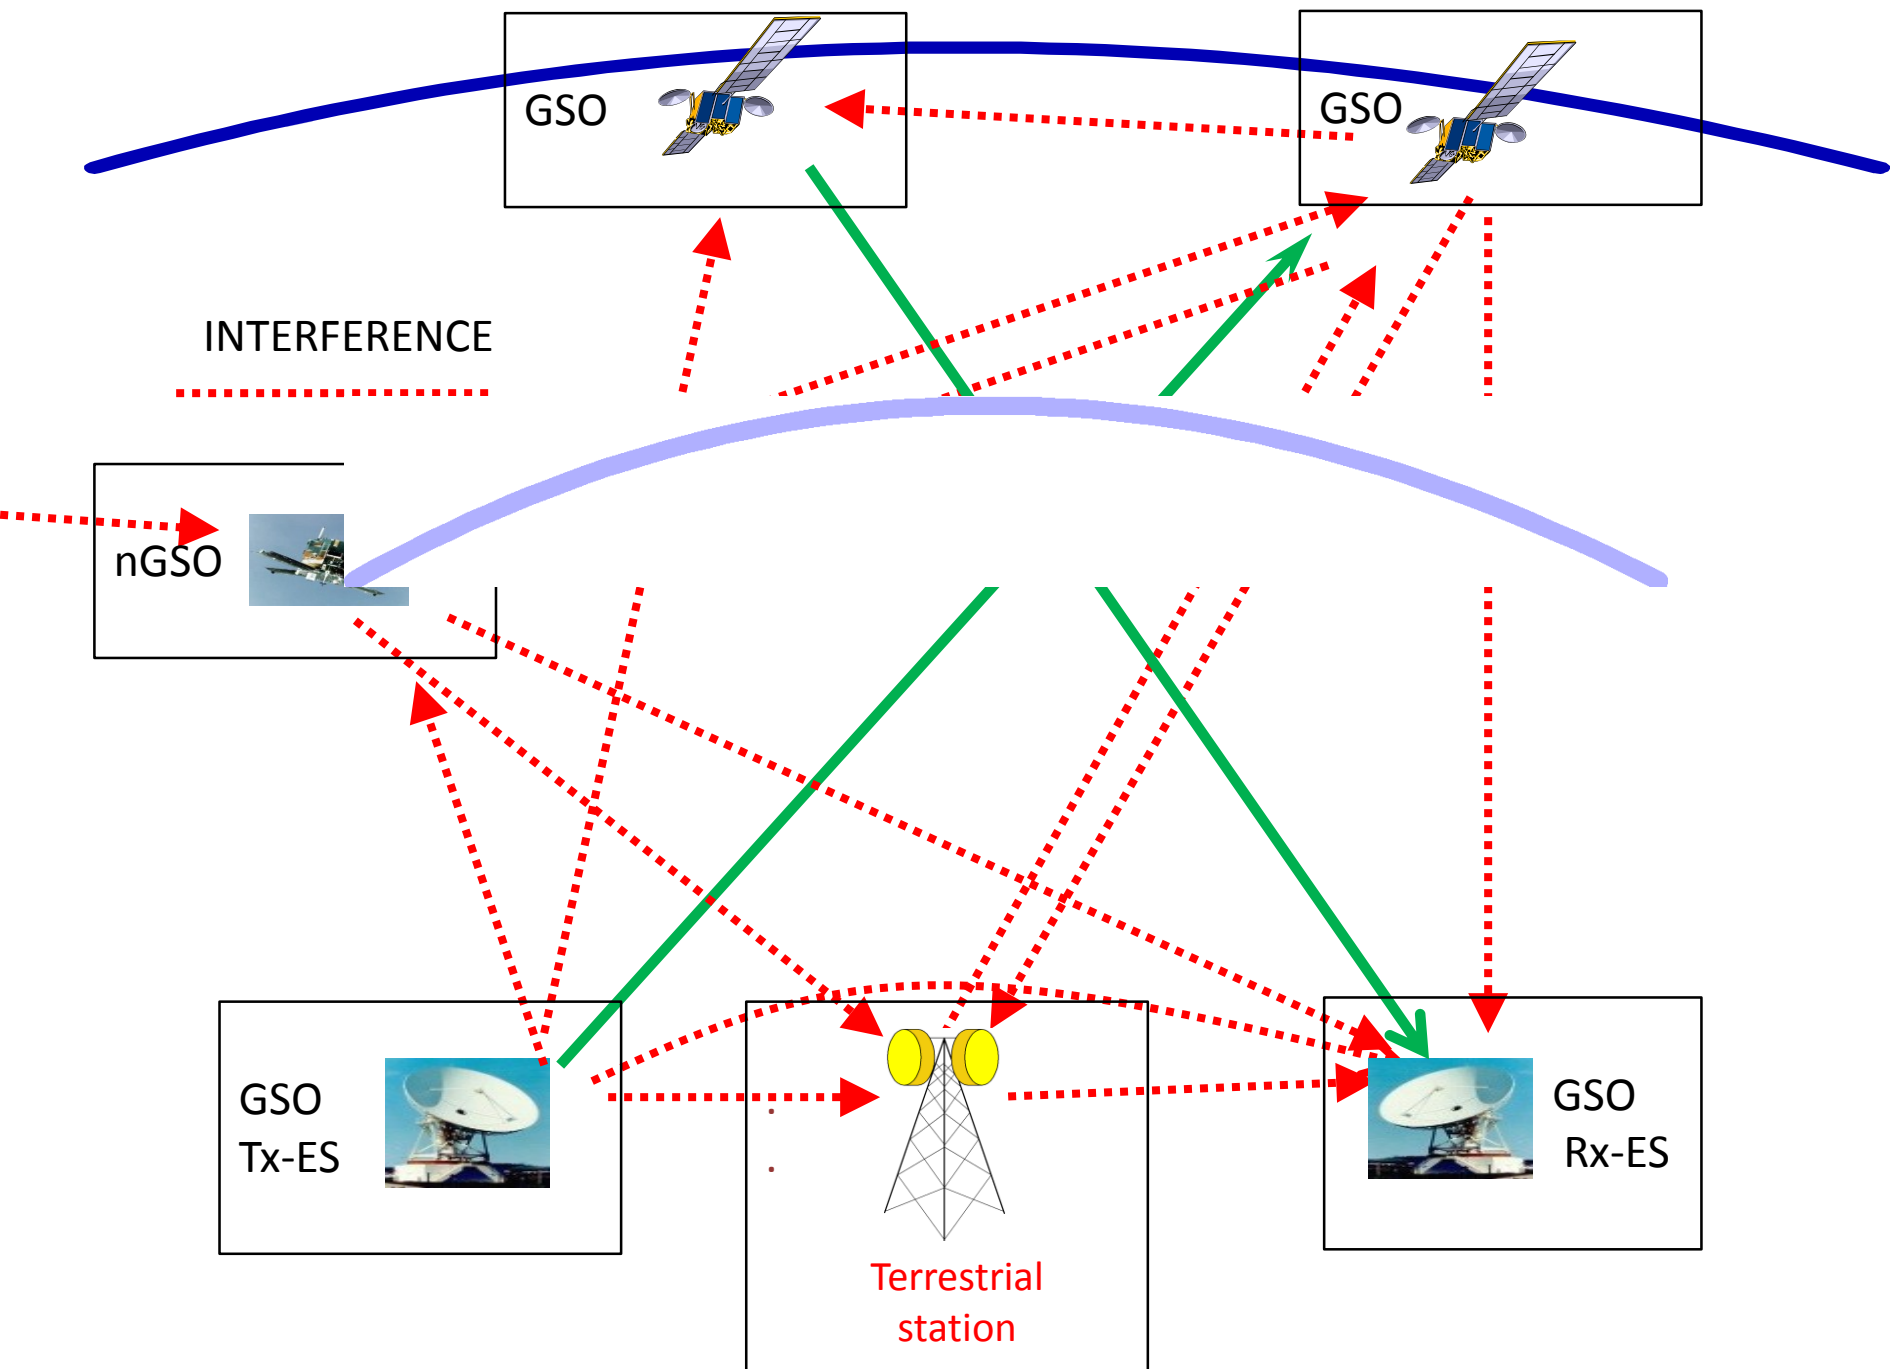 GSO
GSO
INTERFERENCE
nGSO
GSO
Tx-ES
GSO
Rx-ES
Terrestrial
station